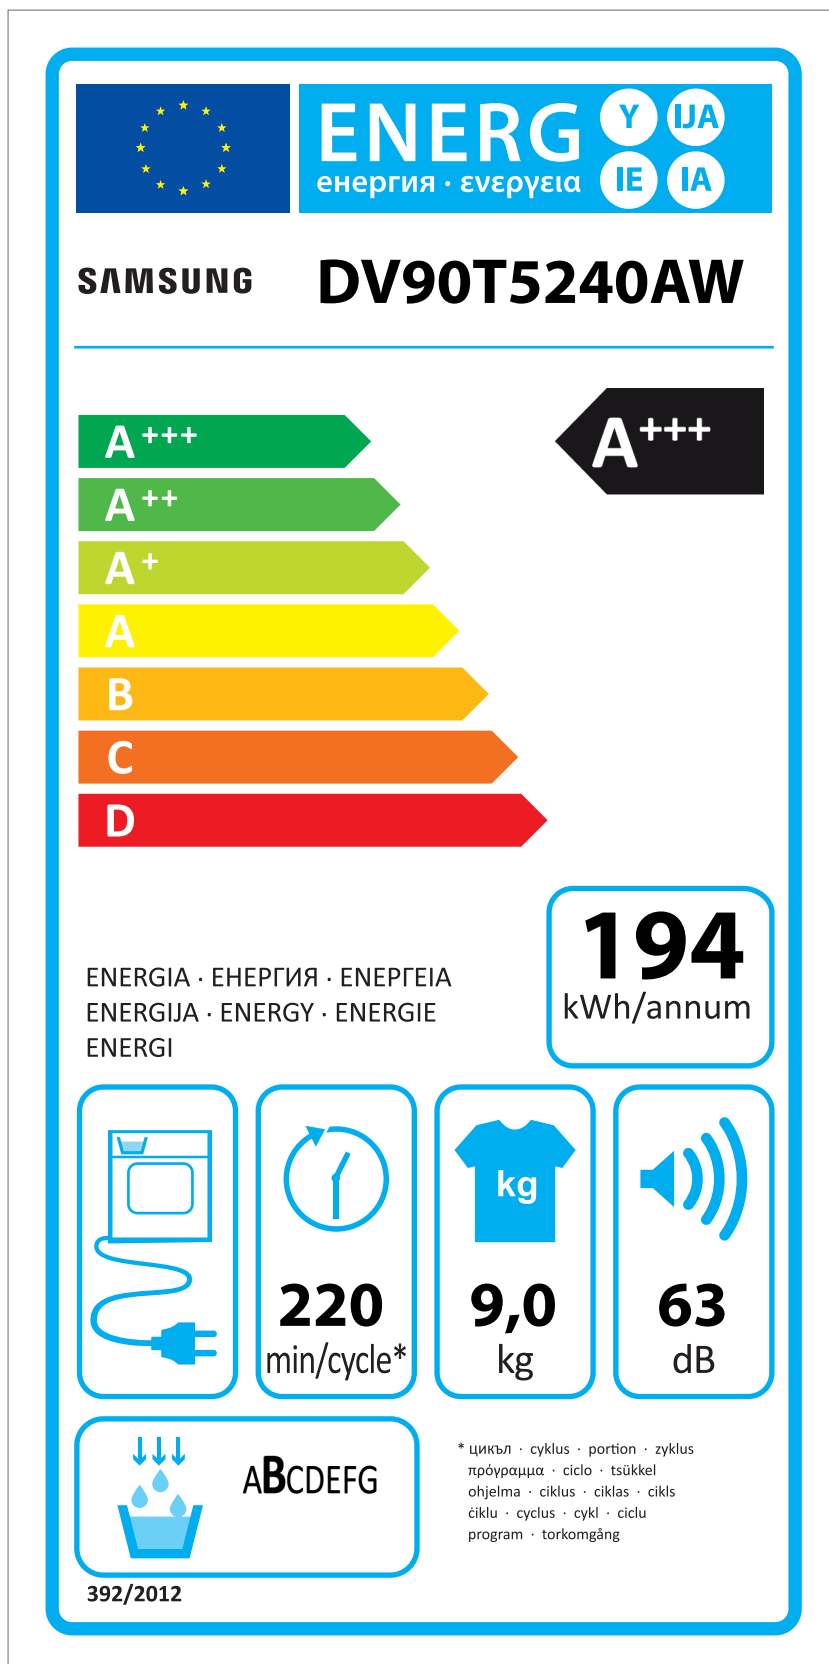 ENERG Y IJA
енергия · ενεργεια IE IA
SAMSUNG DV90T5240AW
A+++ A+++
A++
A+
A
B
C
D
194
kWh/annum
ENERGIA · ЕНЕРГИЯ · ΕΝΕΡΓΕΙΑ
ENERGIJA · ENERGY · ENERGIE
ENERGI
kg
220 9,0 63
min/cycle* kg dB
ABCDEFG
* цикъл · cyklus · portion · zyklus
πρόγραμμα · ciclo · tsükkel
ohjelma · ciklus · ciklas · cikls
ċiklu · cyclus · cykl · ciclu
program · torkomgång
392/2012